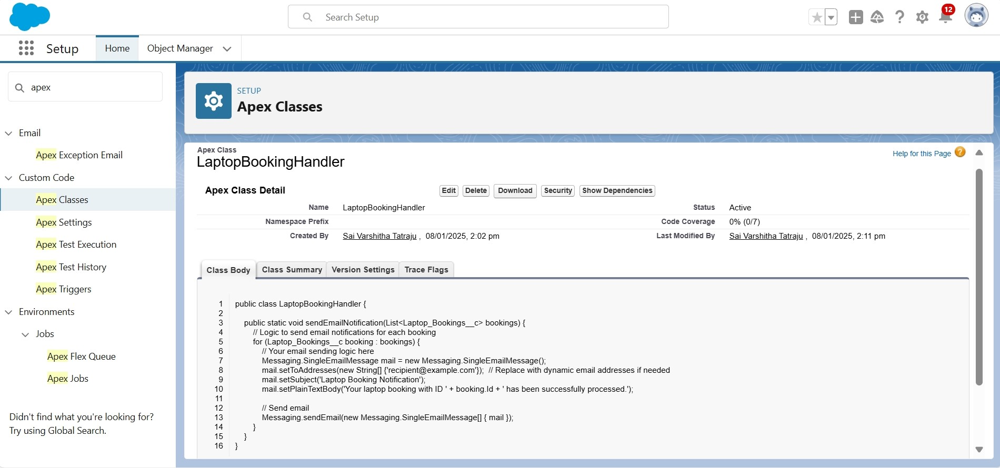 Search Setup
12
Setup
Home
Object Manager
apex
Email
Apex Exception Email
Custom Code
Apex Classes
Apex Settings
Apex Test Execution
Apex Test History
Apex Triggers
Environments
Jobs
Apex Flex Queue
Apex Jobs
Didn't find what you're looking for?
Try using Global Search.
SETUP
Apex Classes
Apex Class
LaptopBookingHandler
Help for this Page ?
Apex Class Detail
Edit Delete Download Security Show Dependencies
Name LaptopBookingHandler Status Active
Namespace Prefix Code Coverage 0% (0/7)
Created By Sai Varshitha Tatraju , 08/01/2025, 2:02 pm Last Modified By Sai Varshitha Tatraju , 08/01/2025, 2:11 pm
Class Body Class Summary Version Settings Trace Flags
1 public class LaptopBookingHandler {
2
3 public static void sendEmailNotification(List<Laptop_Bookings__c> bookings) {
4 // Logic to send email notifications for each booking
5 for (Laptop_Bookings__c booking : bookings) {
6 // Your email sending logic here
7 Messaging.SingleEmailMessage mail = new Messaging.SingleEmailMessage();
8 mail.setToAddresses(new String[] {'recipient@example.com'}); // Replace with dynamic email addresses if needed
9 mail.setSubject('Laptop Booking Notification');
10 mail.setPlainTextBody('Your laptop booking with ID ' + booking.Id + ' has been successfully processed.');
11
12 // Send email
13 Messaging.sendEmail(new Messaging.SingleEmailMessage[] { mail });
14 }
15 }
16 }